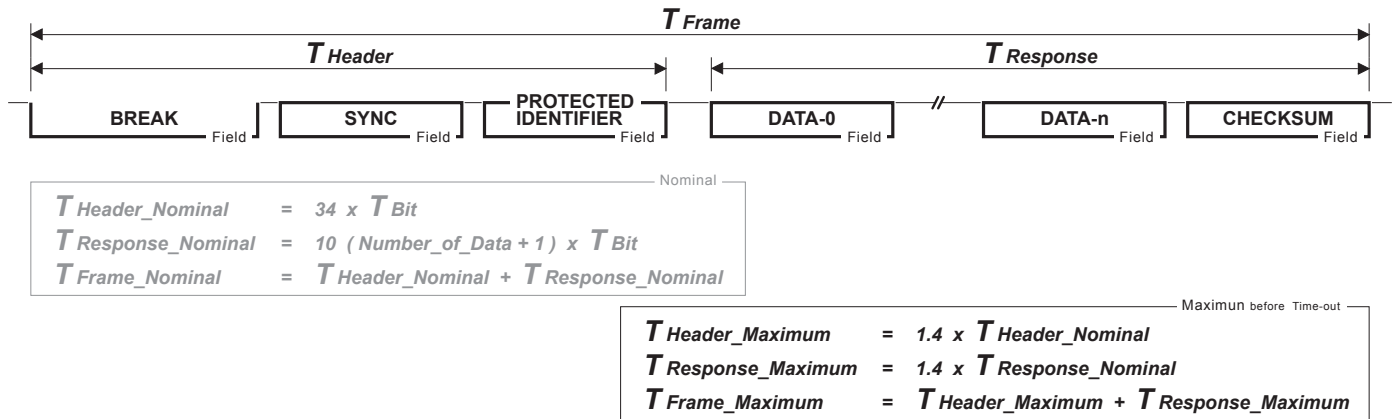 T Frame
T Header T Response
BREAK Field SYNC Field PROTECTED IDENTIFIER Field DATA-0 Field // DATA-n Field CHECKSUM Field
Nominal
T Header_Nominal = 34 x T Bit
T Response_Nominal = 10 ( Number_of_Data + 1 ) x T Bit
T Frame_Nominal = T Header_Nominal + T Response_Nominal
Maximun before Time-out
T Header_Maximum = 1.4 x T Header_Nominal
T Response_Maximum = 1.4 x T Response_Nominal
T Frame_Maximum = T Header_Maximum + T Response_Maximum